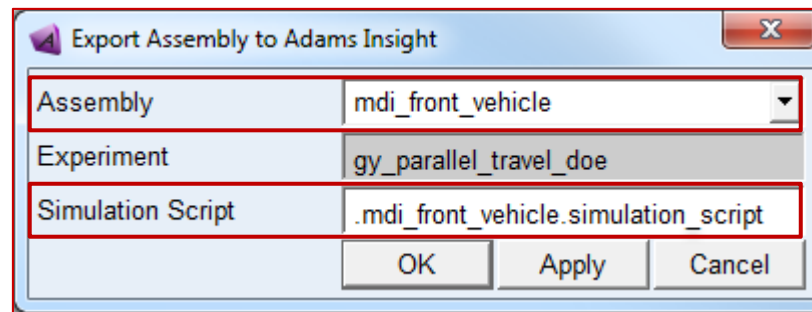 Export Assembly to Adams Insight
Assembly mdi_front_vehicle
Experiment gy_parallel_travel_doe
Simulation Script .mdi_front_vehicle.simulation_script
OK Apply Cancel